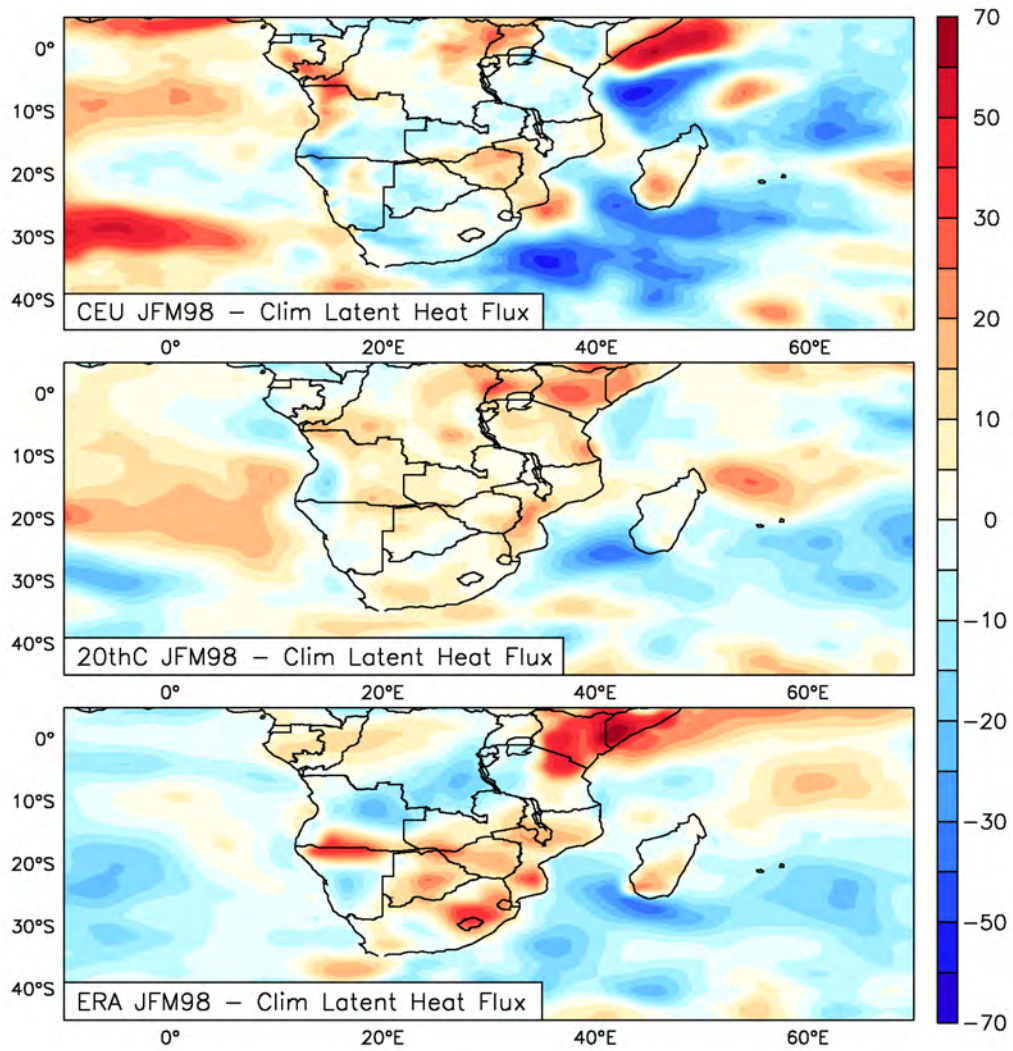 0°
10°S
20°S
30°S
40°S
CEU JFM98 – Clim Latent Heat Flux
0° 20°E 40°E 60°E
0°
10°S
20°S
30°S
40°S
20thC JFM98 – Clim Latent Heat Flux
0° 20°E 40°E 60°E
0°
10°S
20°S
30°S
40°S
ERA JFM98 – Clim Latent Heat Flux
0° 20°E 40°E 60°E
70
50
30
20
10
0
−10
−20
−30
−50
−70